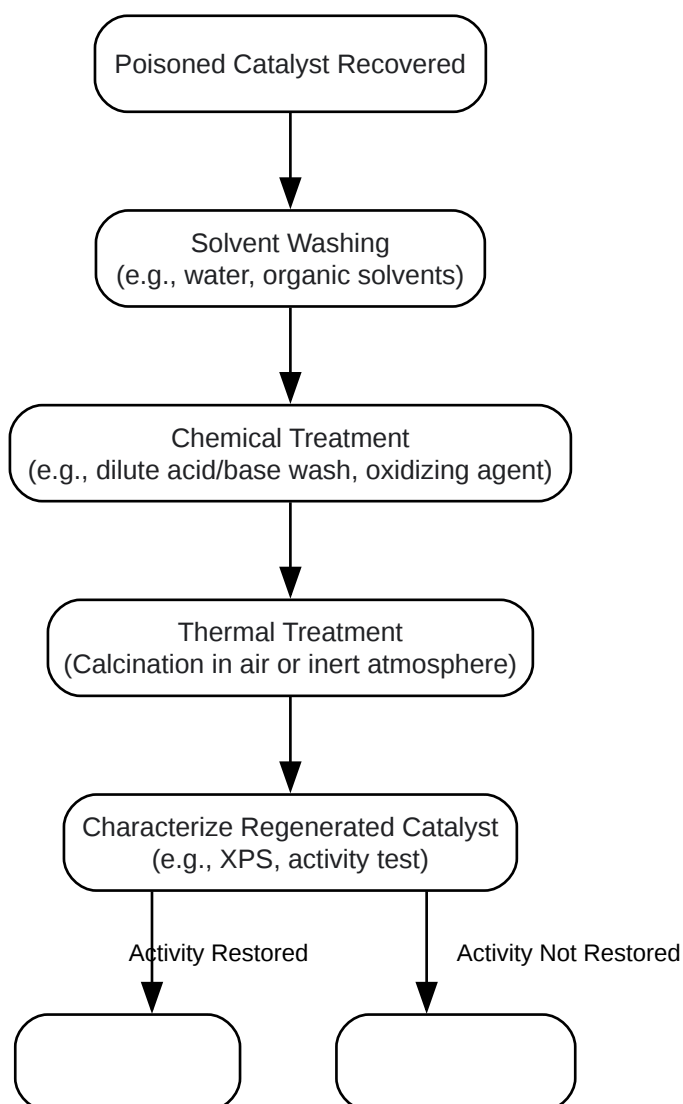 Poisoned Catalyst Recovered
Solvent Washing
(e.g., water, organic solvents)
Chemical Treatment
(e.g., dilute acid/base wash, oxidizing agent)
Thermal Treatment
(Calcination in air or inert atmosphere)
Characterize Regenerated Catalyst
(e.g., XPS, activity test)
Activity Restored
Activity Not Restored